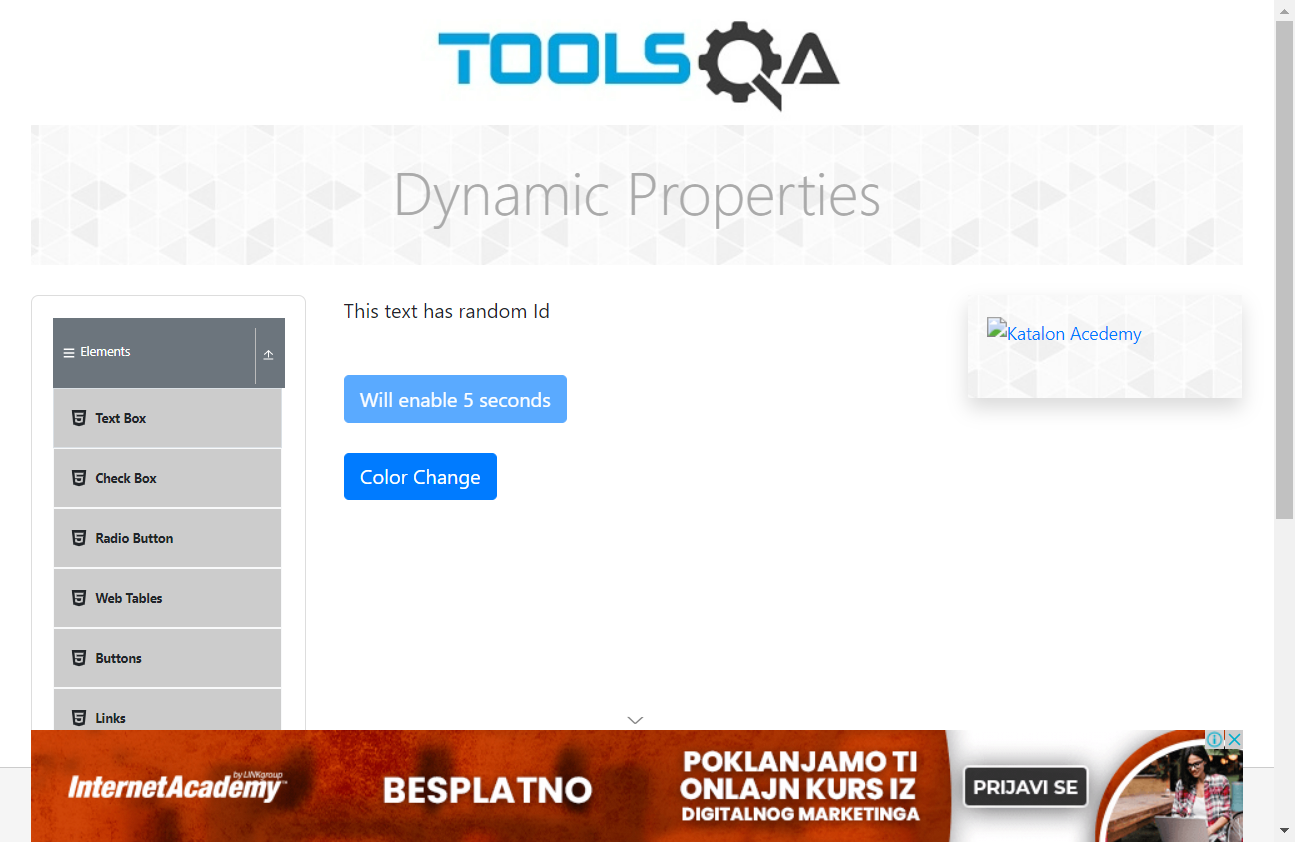 TOOLSQA
Dynamic Properties
Elements
Text Box
Check Box
Radio Button
Web Tables
Buttons
Links
This text has random Id
Will enable 5 seconds
Color Change
Katalon Acedemy
InternetAcademy by LINKgroup™
BESPLATNO
POKLANJAMO TI
ONLAJN KURS IZ
DIGITALNOG MARKETINGA
PRIJAVI SE